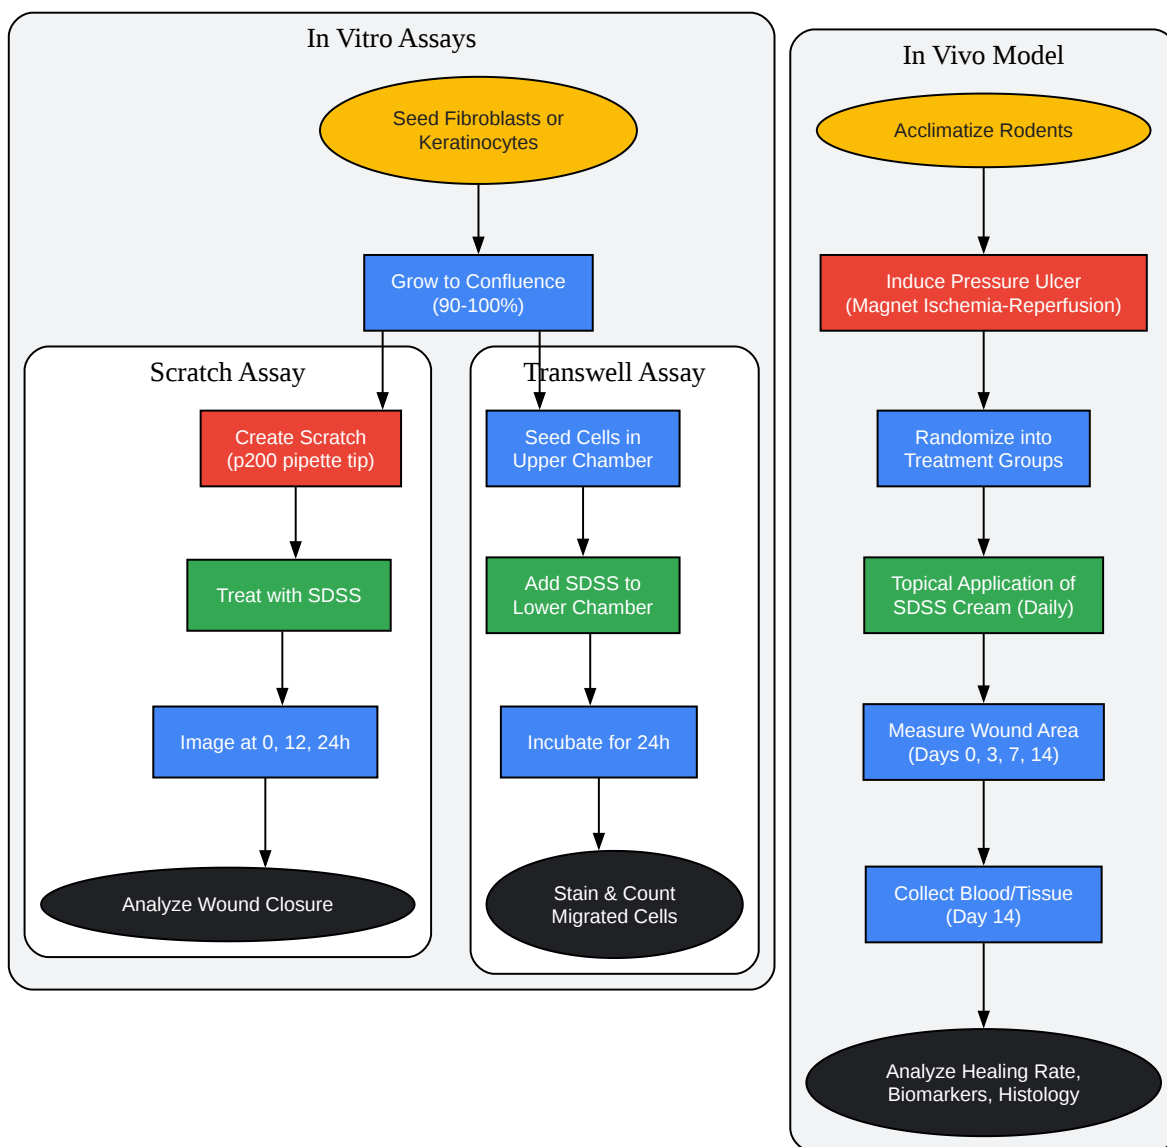 In Vitro Assays
Seed Fibroblasts or
Keratinocytes
Grow to Confluence
(90-100%)
Scratch Assay
Create Scratch
(p200 pipette tip)
Treat with SDSS
Image at 0, 12, 24h
Analyze Wound Closure
Transwell Assay
Seed Cells in
Upper Chamber
Add SDSS to
Lower Chamber
Incubate for 24h
Stain & Count
Migrated Cells
In Vivo Model
Acclimatize Rodents
Induce Pressure Ulcer
(Magnet Ischemia-Reperfusion)
Randomize into
Treatment Groups
Topical Application of
SDSS Cream (Daily)
Measure Wound Area
(Days 0, 3, 7, 14)
Collect Blood/Tissue
(Day 14)
Analyze Healing Rate,
Biomarkers, Histology